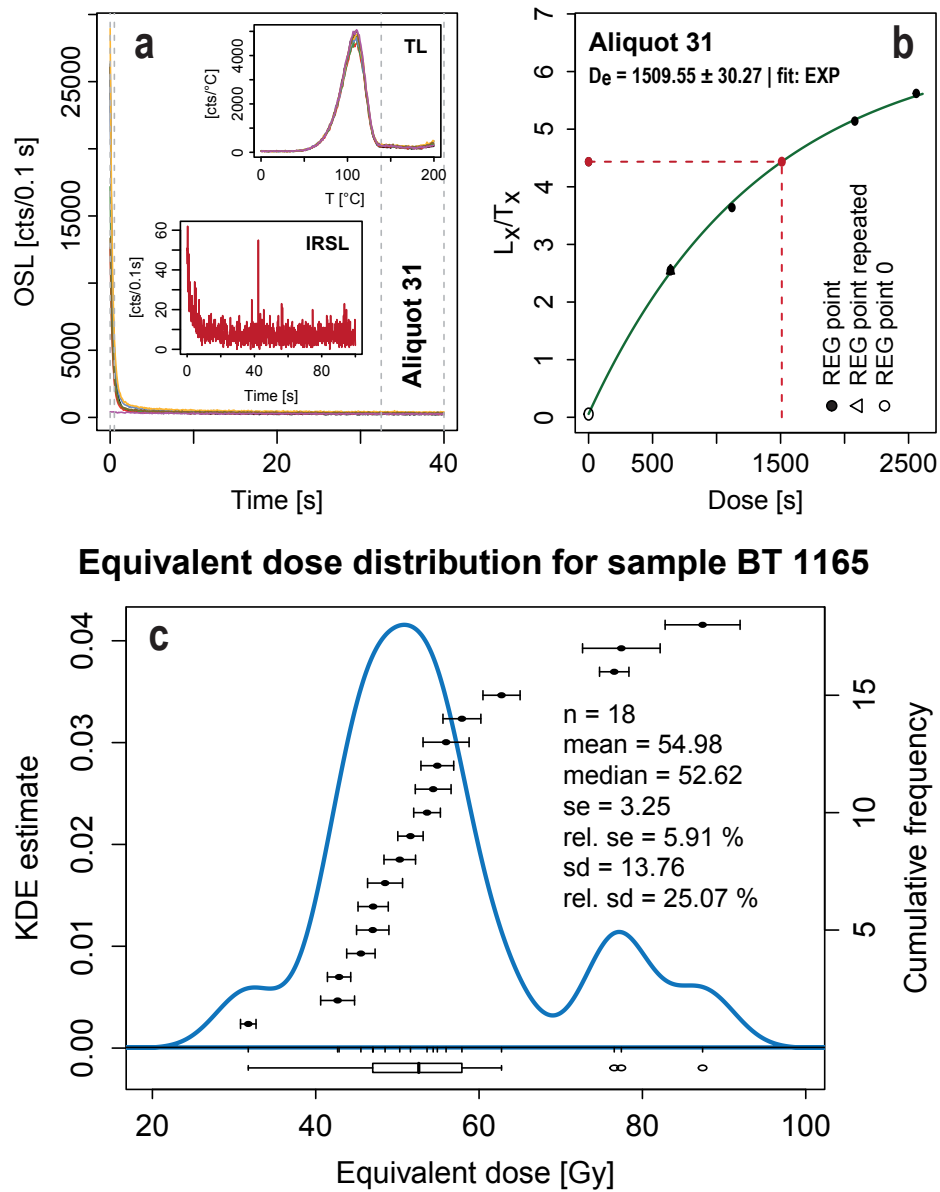 a
OSL [cts/0.1 s]
25000
15000
5000
0
0
20
40
Time [s]
Aliquot 31
TL
[cts/°C]
4000
2000
0
0
100
200
T [°C]
IRSL
[cts/0.1s]
60
40
20
0
0
40
80
Time [s]
b
Aliquot 31
De = 1509.55 ± 30.27 | fit: EXP
Lx/Tx
7
6
5
4
3
2
1
0
0
500
1500
2500
Dose [s]
REG point
REG point repeated
REG point 0
Equivalent dose distribution for sample BT 1165
c
KDE estimate
0.04
0.03
0.02
0.01
0.00
n = 18
mean = 54.98
median = 52.62
se = 3.25
rel. se = 5.91 %
sd = 13.76
rel. sd = 25.07 %
15
10
5
Cumulative frequency
20
40
60
80
100
Equivalent dose [Gy]